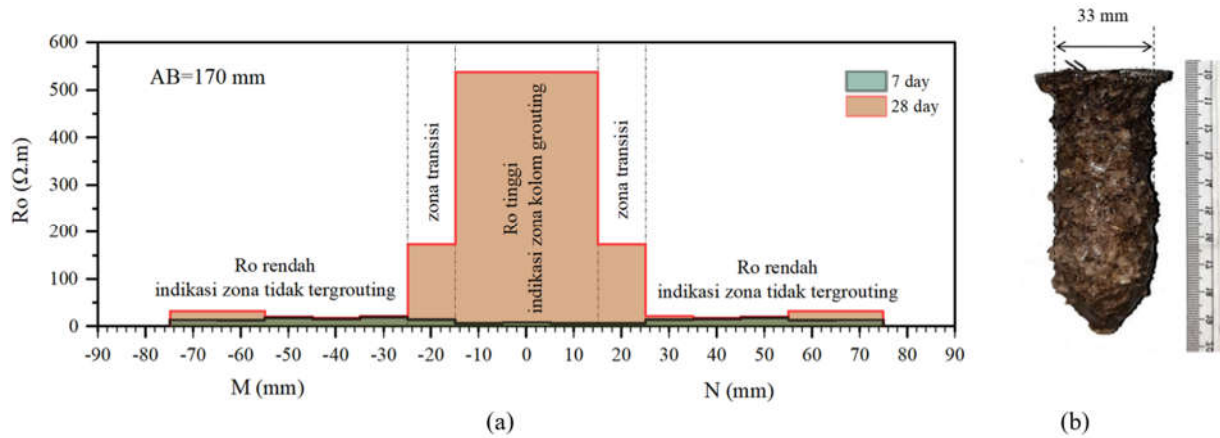 600
500
400
300
200
100
0
Ro (Ω.m)
AB=170 mm
7 day
28 day
zona transisi
Ro tinggi
indikasi zona kolom grouting
zona transisi
Ro rendah
indikasi zona tidak tergrouting
Ro rendah
indikasi zona tidak tergrouting
-90 -80 -70 -60 -50 -40 -30 -20 -10 0 10 20 30 40 50 60 70 80 90
M (mm)
N (mm)
(a)
33 mm
(b)